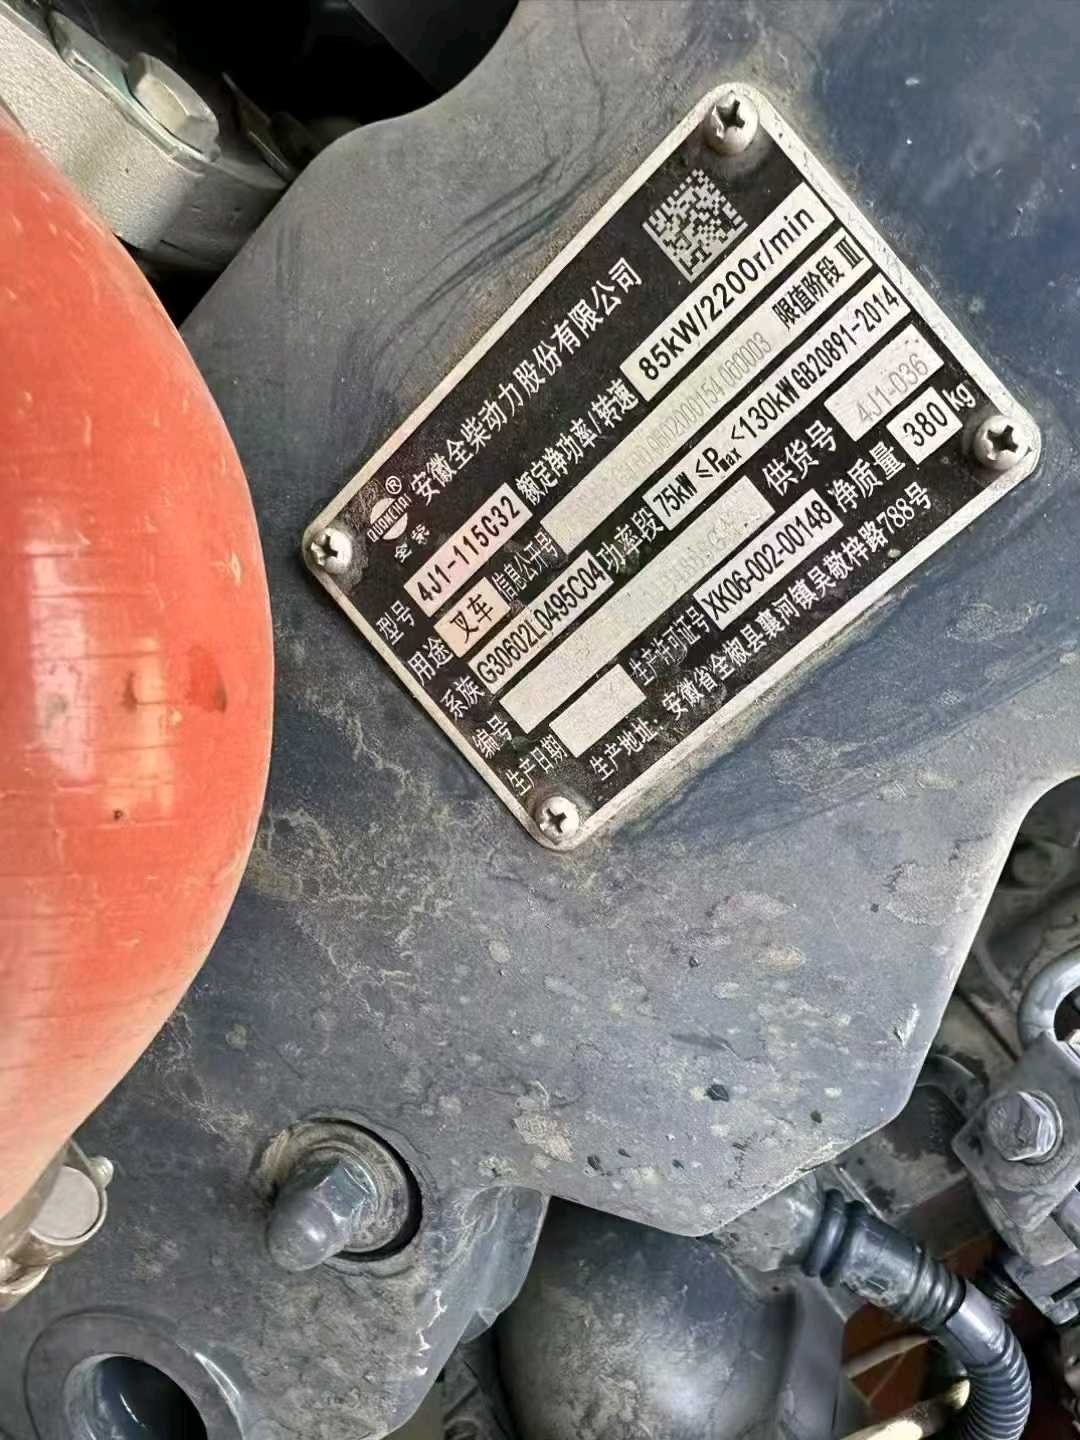 QUANCHAI ®
全柴
安徽全柴动力股份有限公司
型号 4J1-115C32 额定净功率/转速 85kW/2200r/min
用途 叉车 信息公开号 060003 限值阶段 Ⅲ
系族 G30602L0495C04 功率段 75kW ≤Pmax <130kW GB20891-2014
编号 供货号 4J1-036
生产日期 生产许可证号 XK06-002-00148 净质量 380 kg
生产地址: 安徽省全椒县襄河镇吴敬梓路788号